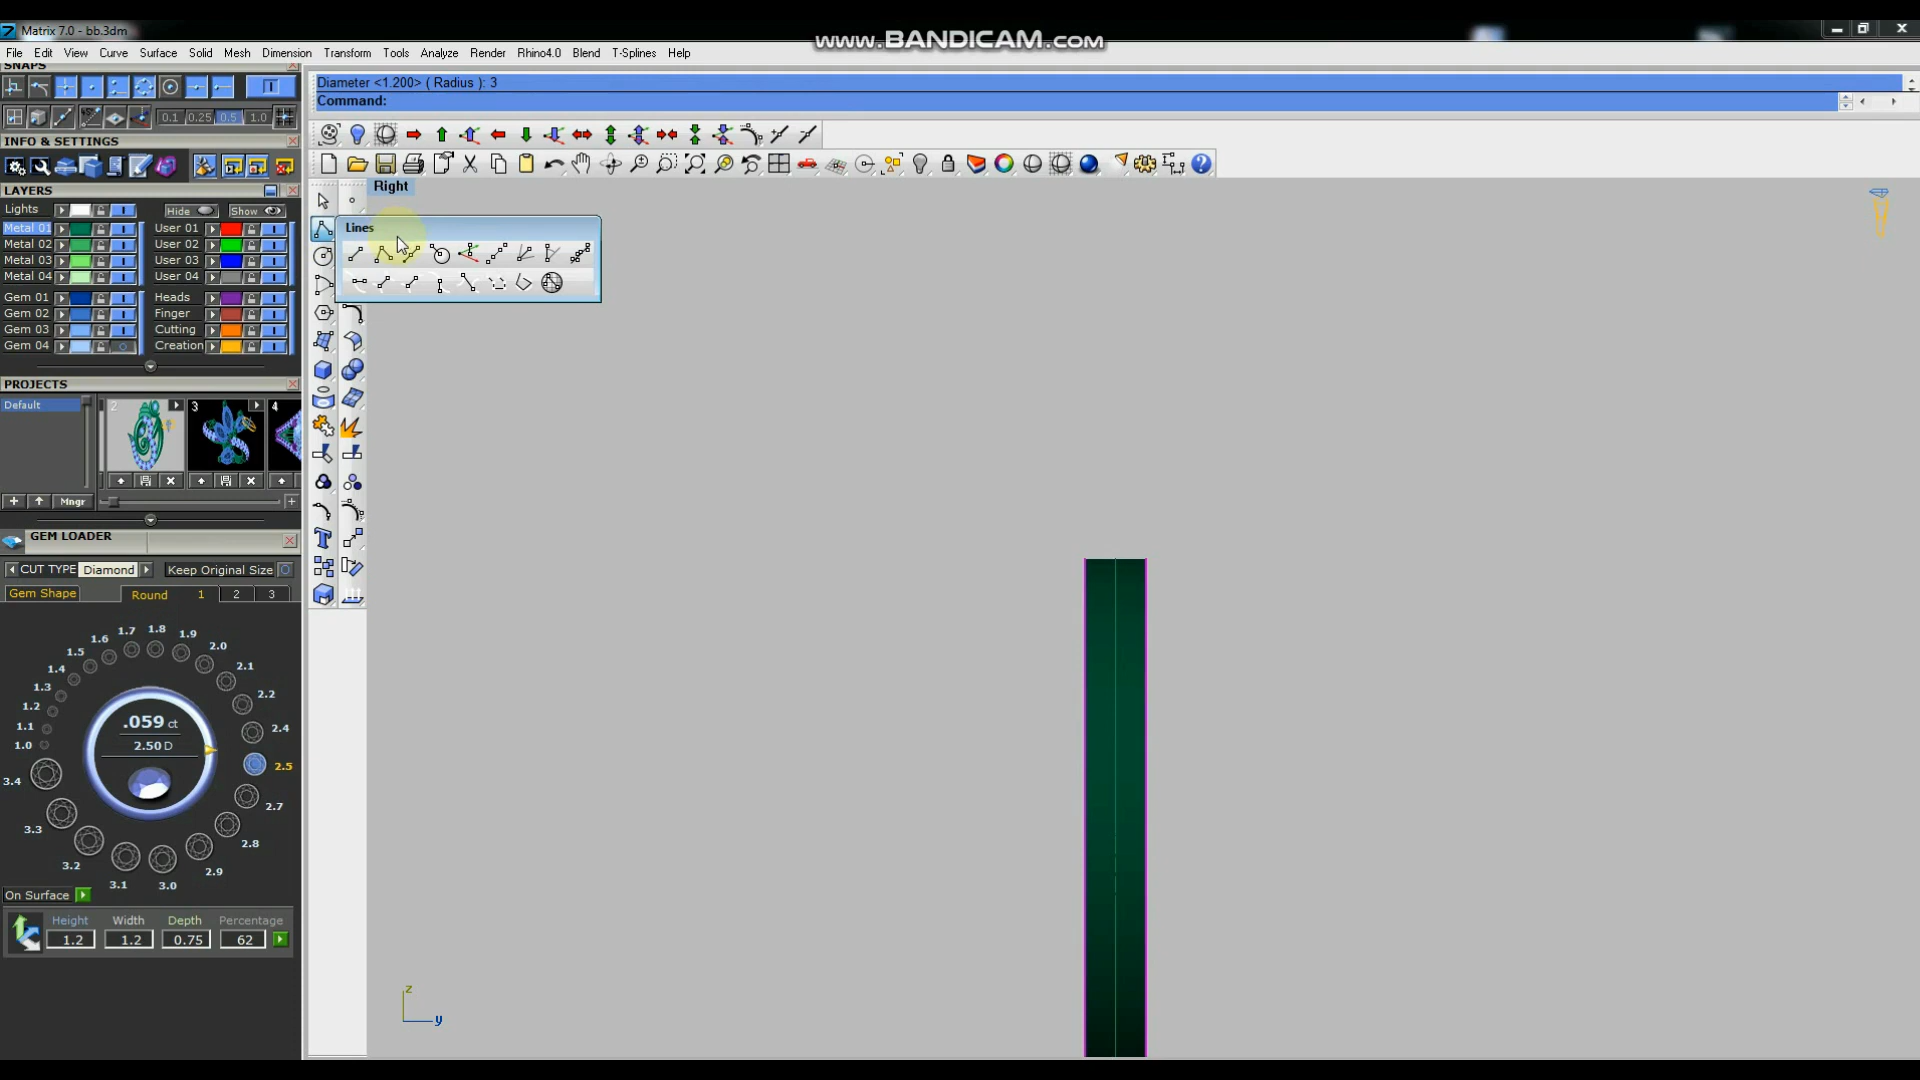 Matrix 7.0 - bb.3dm
www.BANDICAM.com
File Edit View Curve Surface Solid Mesh Dimension Transform Tools Analyze Render Rhino4.0 Blend T-Splines Help
SNAPS
Diameter <1.200> ( Radius ): 3
Command:
0.1 0.25 0.5 1.0
INFO & SETTINGS
LAYERS
Right
Lights Hide Show
Metal 01 User 01
Metal 02 User 02
Metal 03 User 03
Metal 04 User 04
Gem 01 Heads
Gem 02 Finger
Gem 03 Cutting
Gem 04 Creation
Lines
PROJECTS
Default
2 3 4
Mngr
GEM LOADER
CUT TYPE Diamond Keep Original Size
Gem Shape Round 1 2 3
1.0
1.1
1.2
1.3
1.4
1.5
1.6
1.7
1.8
1.9
2.0
2.1
2.2
2.4
2.5
2.7
2.8
2.9
3.0
3.1
3.2
3.3
3.4
.059 ct
2.50 D
On Surface
Height Width Depth Percentage
1.2 1.2 0.75 62
z
y